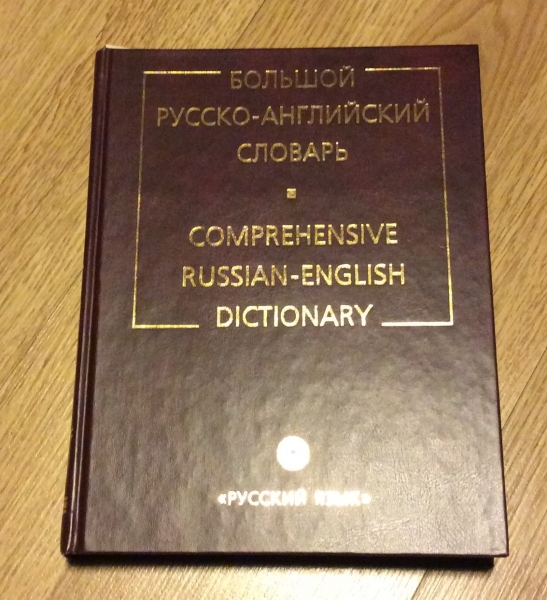 БОЛЬШОЙ
РУССКО-АНГЛИЙСКИЙ
СЛОВАРЬ
COMPREHENSIVE
RUSSIAN-ENGLISH
DICTIONARY
«РУССКИЙ ЯЗЫК»